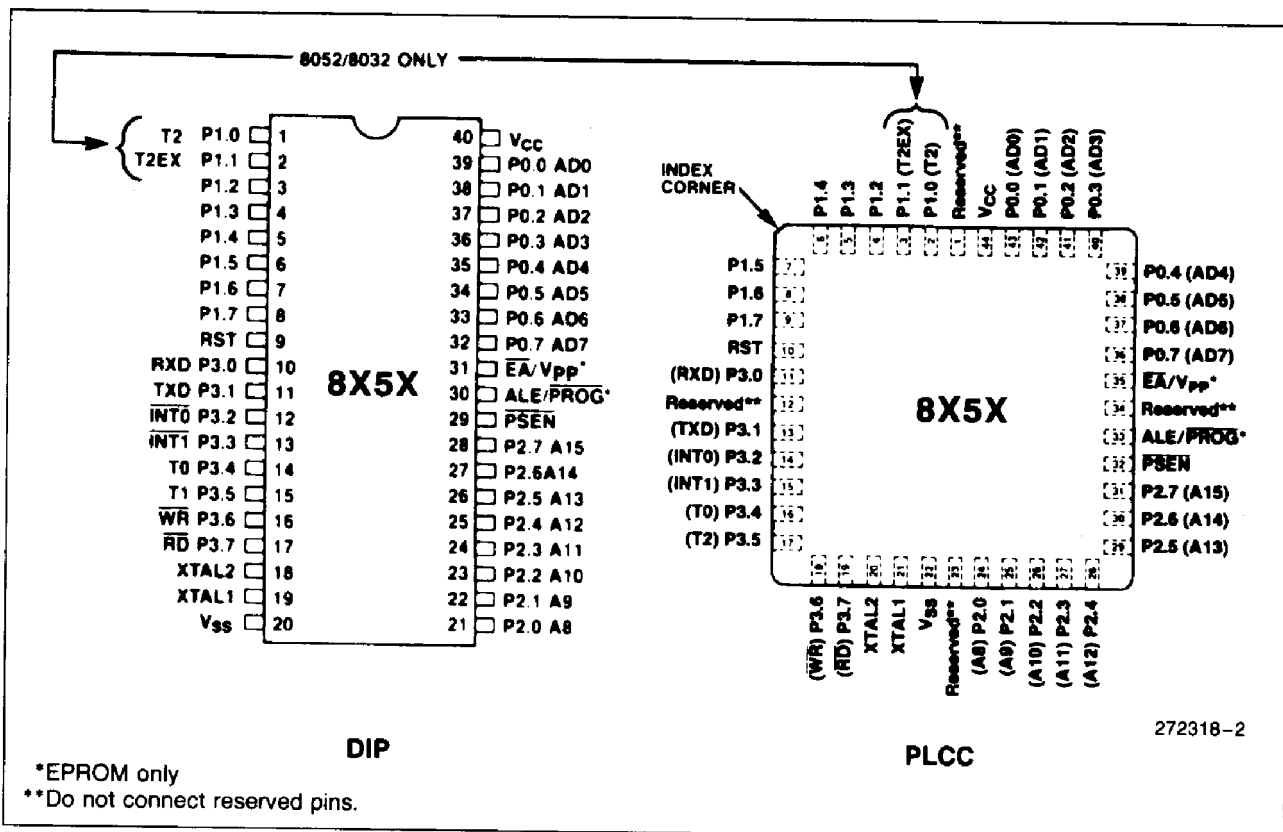 8052/8032 ONLY
T2 P1.0 1
T2EX P1.1 2
P1.2 3
P1.3 4
P1.4 5
P1.5 6
P1.6 7
P1.7 8
RST 9
RXD P3.0 10
TXD P3.1 11
I̅N̅T̅0̅ P3.2 12
I̅N̅T̅1̅ P3.3 13
T0 P3.4 14
T1 P3.5 15
W̅R̅ P3.6 16
R̅D̅ P3.7 17
XTAL2 18
XTAL1 19
VSS 20
8X5X
40 VCC
39 P0.0 AD0
38 P0.1 AD1
37 P0.2 AD2
36 P0.3 AD3
35 P0.4 AD4
34 P0.5 AD5
33 P0.6 AD6
32 P0.7 AD7
31 E̅A̅/VPP*
30 ALE/P̅R̅O̅G̅*
29 P̅S̅E̅N̅
28 P2.7 A15
27 P2.6A14
26 P2.5 A13
25 P2.4 A12
24 P2.3 A11
23 P2.2 A10
22 P2.1 A9
21 P2.0 A8
DIP
INDEX
CORNER
P1.4 6
P1.3 5
P1.2 4
P1.1 (T2EX) 3
P1.0 (T2) 2
Reserved** 1
VCC 44
P0.0 (AD0) 43
P0.1 (AD1) 42
P0.2 (AD2) 41
P0.3 (AD3) 40
P1.5 7
P1.6 8
P1.7 9
RST 10
(RXD) P3.0 11
Reserved** 12
(TXD) P3.1 13
(INT0) P3.2 14
(INT1) P3.3 15
(T0) P3.4 16
(T2) P3.5 17
8X5X
39 P0.4 (AD4)
38 P0.5 (AD5)
37 P0.6 (AD6)
36 P0.7 (AD7)
35 E̅A̅/VPP*
34 Reserved**
33 ALE/P̅R̅O̅G̅*
32 P̅S̅E̅N̅
31 P2.7 (A15)
30 P2.6 (A14)
29 P2.5 (A13)
18 (W̅R̅) P3.6
19 (R̅D̅) P3.7
20 XTAL2
21 XTAL1
22 VSS
23 Reserved**
24 (A8) P2.0
25 (A9) P2.1
26 (A10) P2.2
27 (A11) P2.3
28 (A12) P2.4
PLCC
272318-2
*EPROM only
**Do not connect reserved pins.